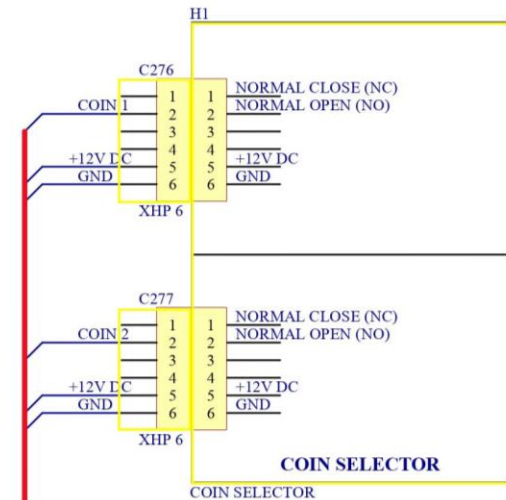 H1
C276
COIN 1
+12V DC
GND
1 1 NORMAL CLOSE (NC)
2 2 NORMAL OPEN (NO)
3 3
4 4
5 5 +12V DC
6 6 GND
XHP 6
C277
COIN 2
+12V DC
GND
1 1 NORMAL CLOSE (NC)
2 2 NORMAL OPEN (NO)
3 3
4 4
5 5 +12V DC
6 6 GND
XHP 6
COIN SELECTOR
COIN SELECTOR